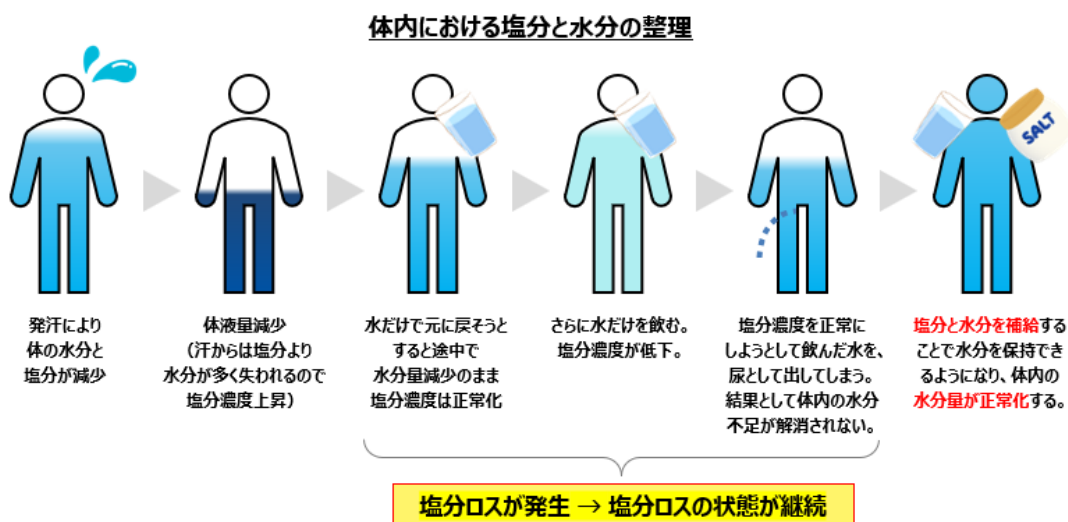 体内における塩分と水分の整理
SALT
発汗により
体の水分と
塩分が減少
体液量減少
（汗からは塩分より
水分が多く失われるので
塩分濃度上昇）
水だけで元に戻そうと
すると途中で
水分量減少のまま
塩分濃度は正常化
さらに水だけを飲む。
塩分濃度が低下。
塩分濃度を正常に
しようとして飲んだ水を、
尿として出してしまう。
結果として体内の水分
不足が解消されない。
塩分と水分を補給する
ことで水分を保持でき
るようになり、体内の
水分量が正常化する。
塩分ロスが発生 → 塩分ロスの状態が継続